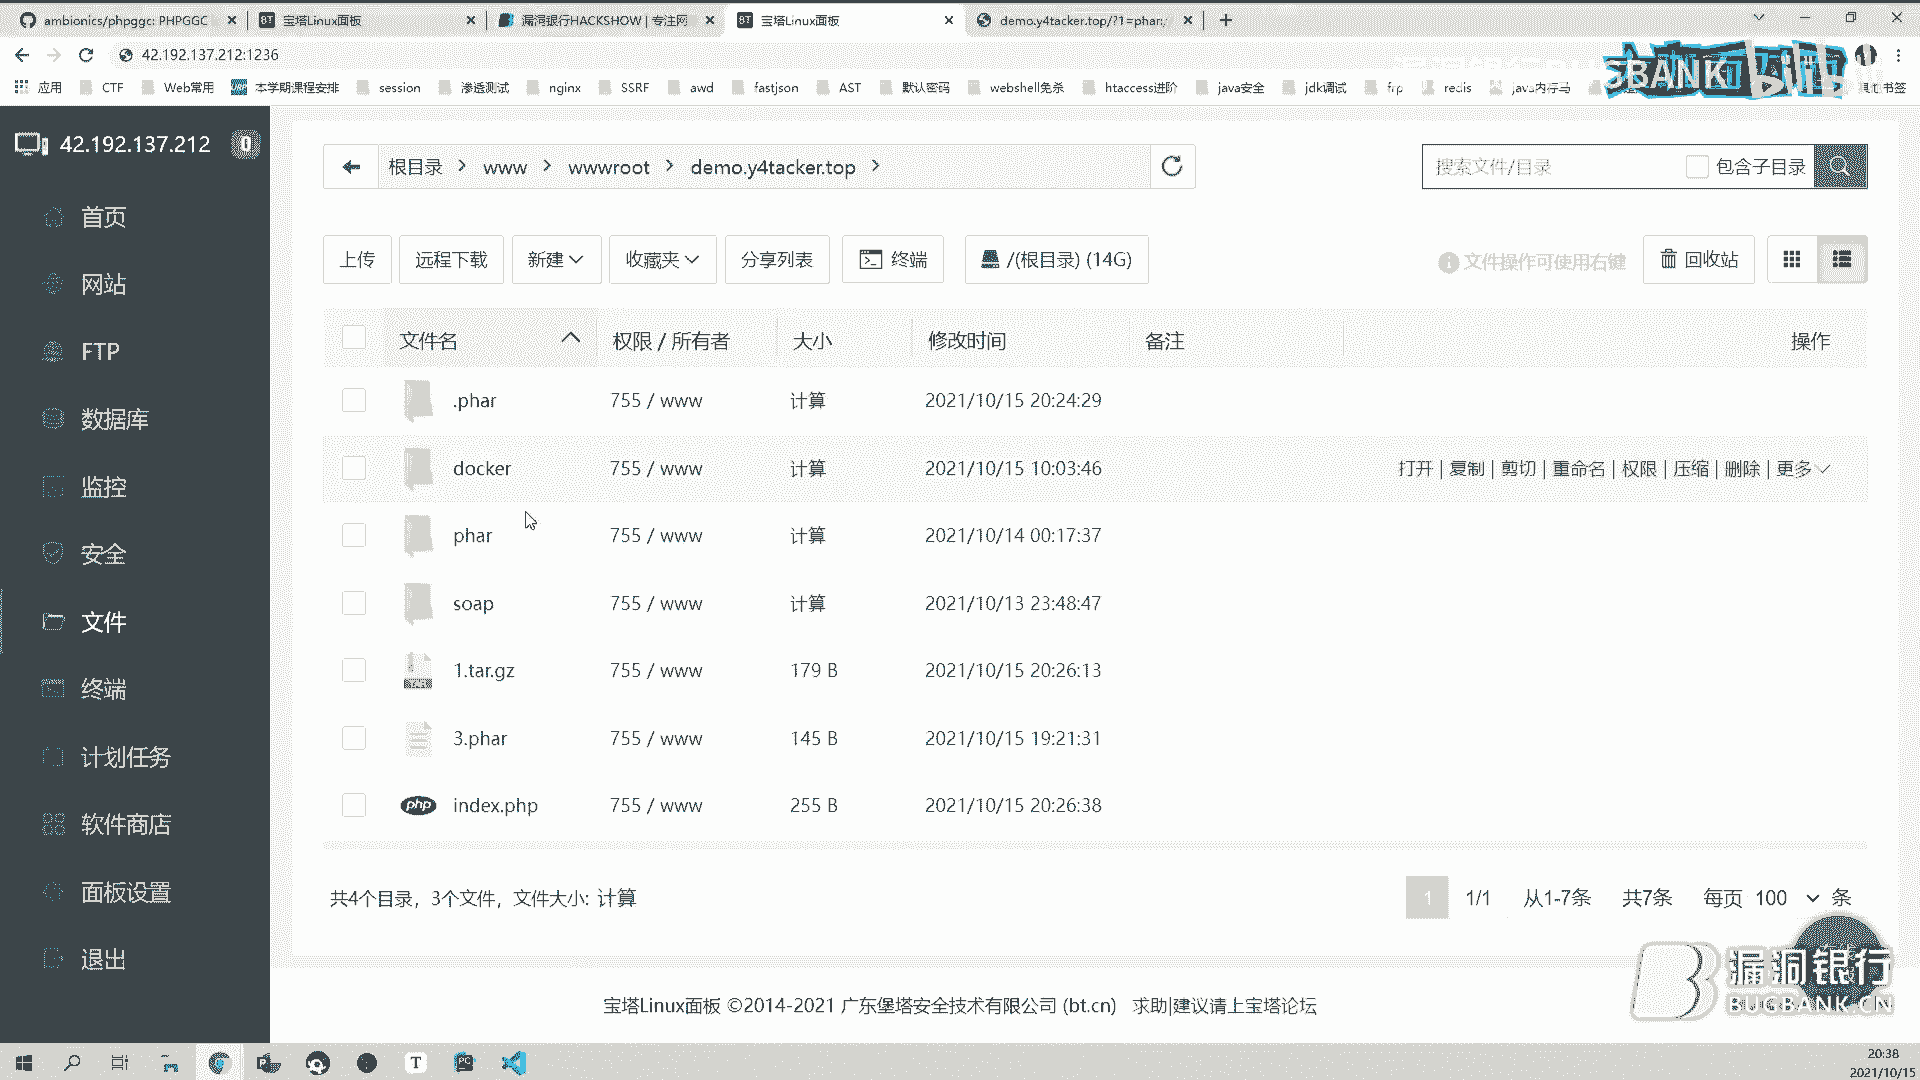 ambionics/phpggc: PHPGGC
宝塔Linux面板
漏洞银行HACKSHOW | 专注网
宝塔Linux面板
demo.y4tacker.top/?1=phar:/
42.192.137.212:1236
应用 CTF Web常用 本学期课程安排 session 渗透测试 nginx SSRF awd fastjson AST 默认密码 webshell免杀 htaccess进阶 java安全 jdk调试 frp redis java内存马
SBANK bilibili
42.192.137.212 0
首页
网站
FTP
数据库
监控
安全
文件
终端
计划任务
软件商店
面板设置
退出
根目录 > www > wwwroot > demo.y4tacker.top >
搜索文件/目录 包含子目录
上传 远程下载 新建 收藏夹 分享列表 终端 /(根目录) (14G)
文件操作可使用右键 回收站
文件名 权限 / 所有者 大小 修改时间 备注 操作
.phar 755 / www 计算 2021/10/15 20:24:29
docker 755 / www 计算 2021/10/15 10:03:46 打开 | 复制 | 剪切 | 重命名 | 权限 | 压缩 | 删除 | 更多
phar 755 / www 计算 2021/10/14 00:17:37
soap 755 / www 计算 2021/10/13 23:48:47
1.tar.gz 755 / www 179 B 2021/10/15 20:26:13
3.phar 755 / www 145 B 2021/10/15 19:21:31
php index.php 755 / www 255 B 2021/10/15 20:26:38
共4个目录，3个文件，文件大小: 计算
1 1/1 从1-7条 共7条 每页 100 条
漏洞银行
BUGBANK.CN
宝塔Linux面板 ©2014-2021 广东堡塔安全技术有限公司 (bt.cn) 求助|建议请上宝塔论坛
20:38
2021/10/15